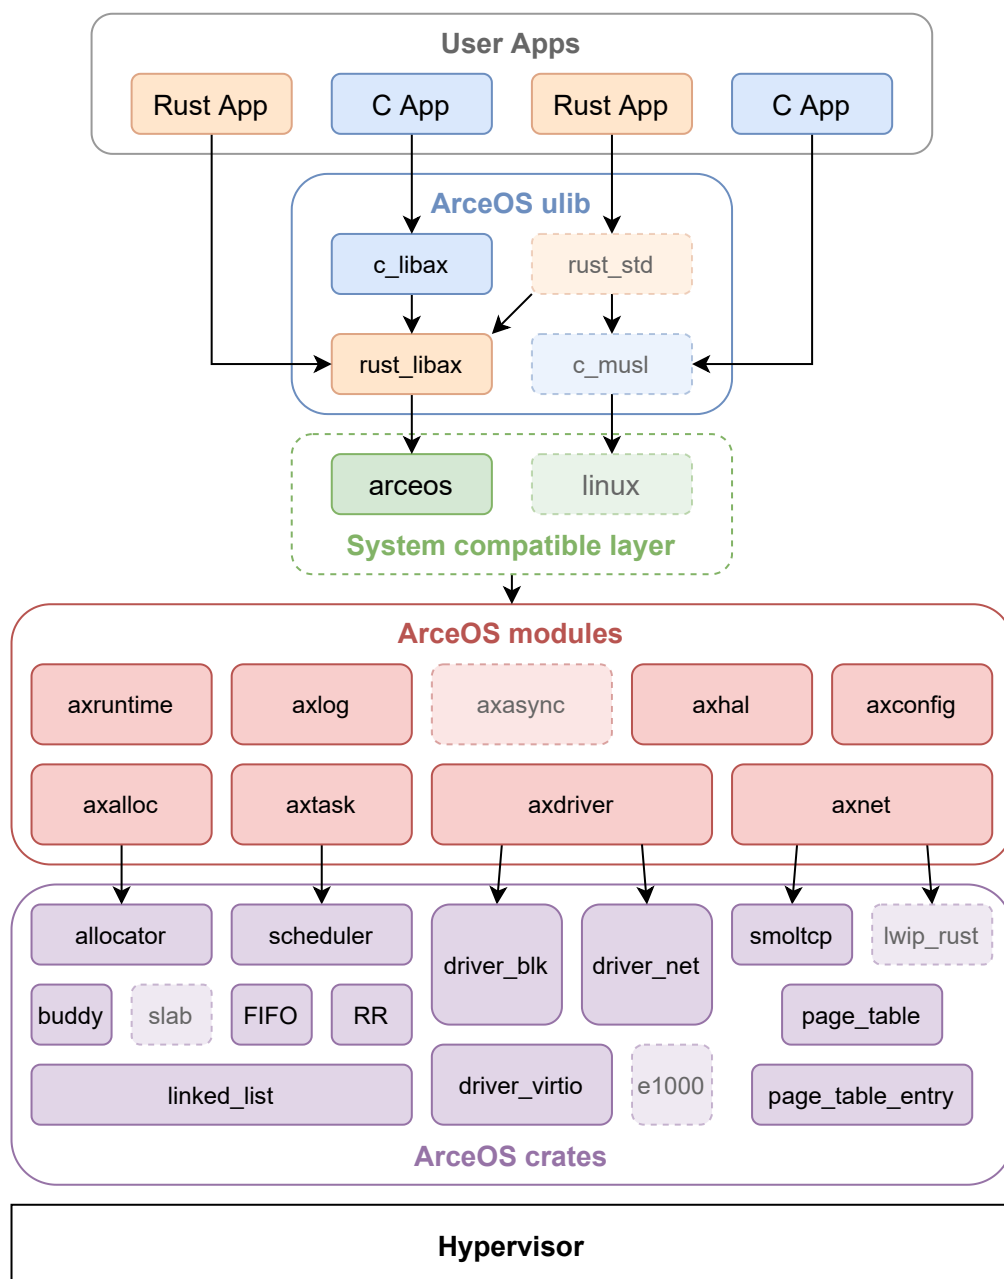 User Apps
Rust App
C App
Rust App
C App
ArceOS ulib
c_libax
rust_std
rust_libax
c_musl
arceos
linux
System compatible layer
ArceOS modules
axruntime
axlog
axasync
axhal
axconfig
axalloc
axtask
axdriver
axnet
allocator
scheduler
driver_blk
driver_net
smoltcp
lwip_rust
buddy
slab
FIFO
RR
page_table
linked_list
driver_virtio
e1000
page_table_entry
ArceOS crates
Hypervisor